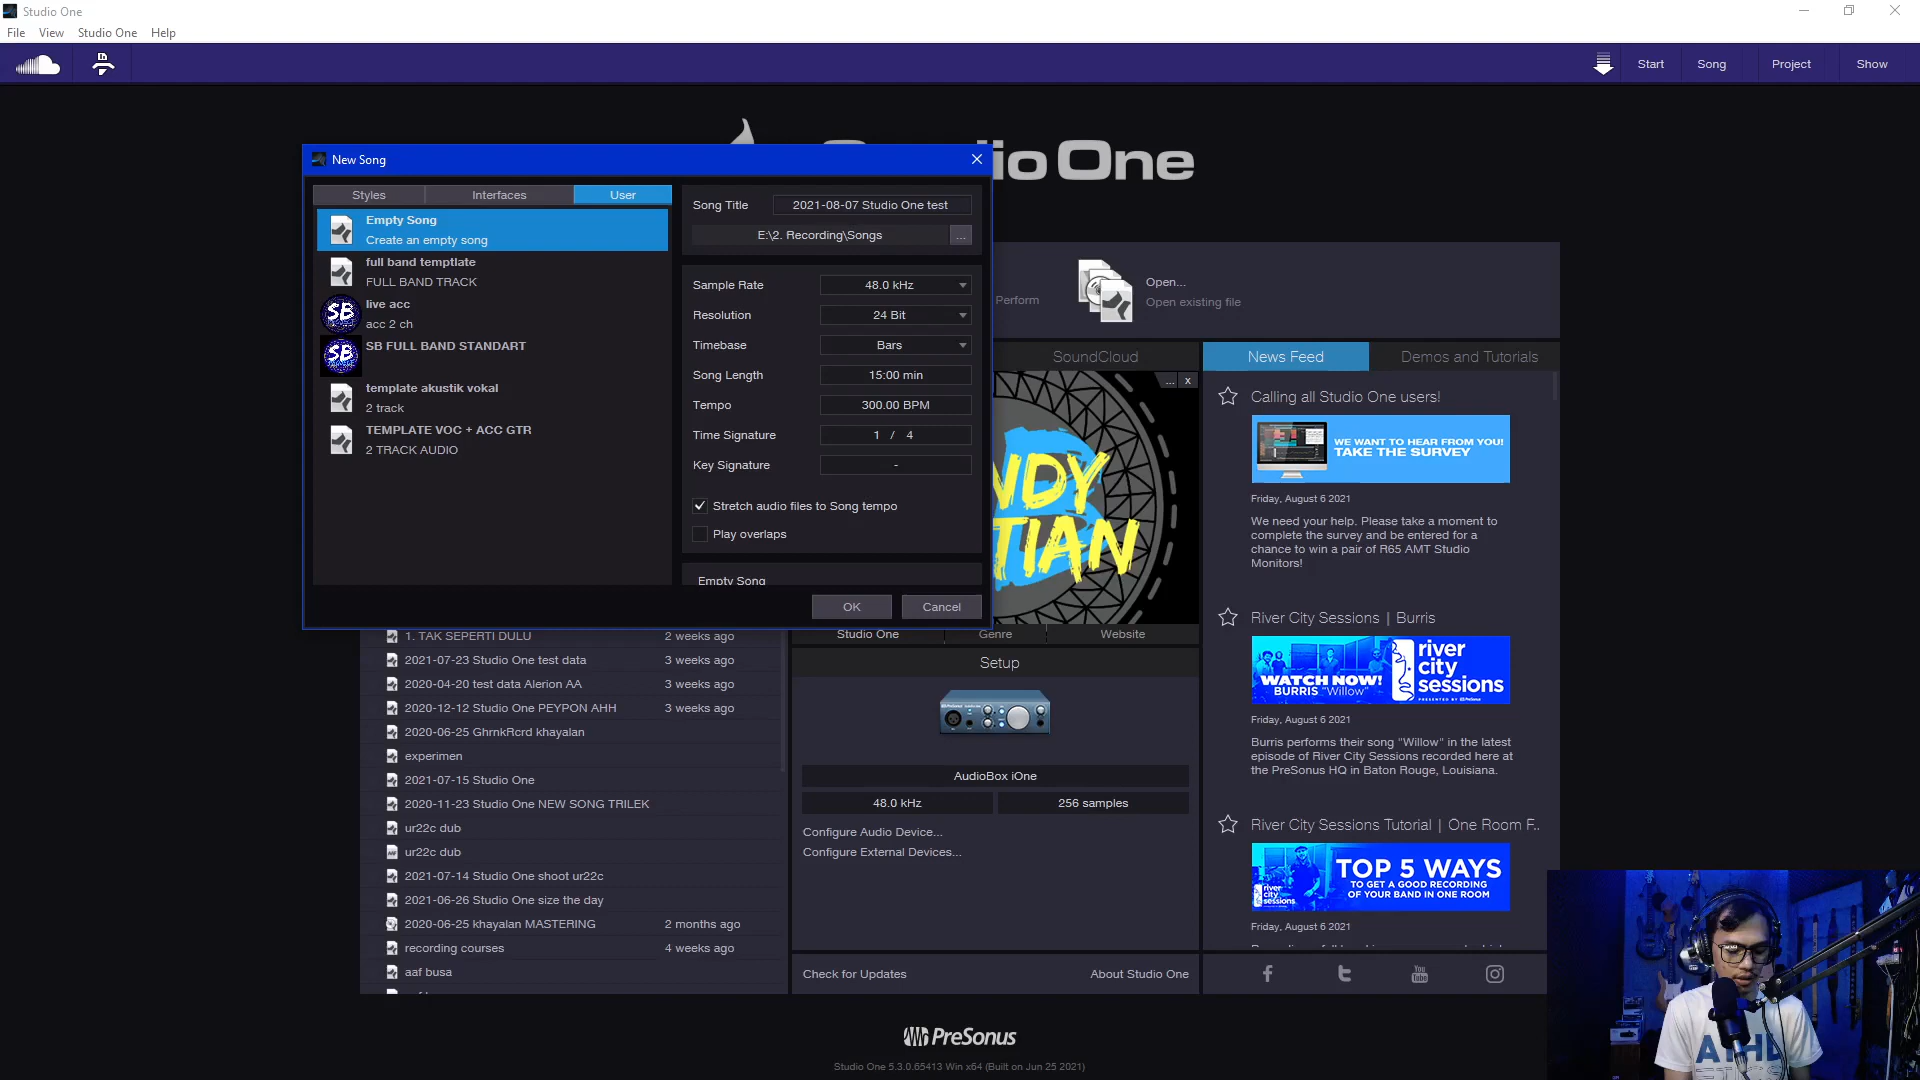 Studio One
File View Studio One Help
Start Song Project Show
io One
New Song
Styles Interfaces User
Empty Song
Create an empty song
full band temptlate
FULL BAND TRACK
live acc
acc 2 ch
SB FULL BAND STANDART
template akustik vokal
2 track
TEMPLATE VOC + ACC GTR
2 TRACK AUDIO
Song Title 2021-08-07 Studio One test
E:\2. Recording\Songs ...
Sample Rate 48.0 kHz
Resolution 24 Bit
Timebase Bars
Song Length 15:00 min
Tempo 300.00 BPM
Time Signature 1 / 4
Key Signature -
Stretch audio files to Song tempo
Play overlaps
Empty Song
OK Cancel
Perform
Open...
Open existing file
1. TAK SEPERTI DULU 2 weeks ago
2021-07-23 Studio One test data 3 weeks ago
2020-04-20 test data Alerion AA 3 weeks ago
2020-12-12 Studio One PEYPON AHH 3 weeks ago
2020-06-25 GhrnkRcrd khayalan
experimen
2021-07-15 Studio One
2020-11-23 Studio One NEW SONG TRILEK
ur22c dub
ur22c dub
2021-07-14 Studio One shoot ur22c
2021-06-26 Studio One size the day
2020-06-25 khayalan MASTERING 2 months ago
recording courses 4 weeks ago
aaf busa
SoundCloud
... x
NDY
TIAN
Studio One Genre Website
Setup
AudioBox iOne
48.0 kHz 256 samples
Configure Audio Device...
Configure External Devices...
Check for Updates About Studio One
News Feed Demos and Tutorials
Calling all Studio One users!
WE WANT TO HEAR FROM YOU!
TAKE THE SURVEY
Friday, August 6 2021
We need your help. Please take a moment to
complete the survey and be entered for a
chance to win a pair of R65 AMT Studio
Monitors!
River City Sessions | Burris
WATCH NOW!
BURRIS "Willow"
river
city
sessions
Friday, August 6 2021
Burris performs their song "Willow" in the latest
episode of River City Sessions recorded here at
the PreSonus HQ in Baton Rouge, Louisiana.
River City Sessions Tutorial | One Room F..
river
city
sessions
TOP 5 WAYS
TO GET A GOOD RECORDING
OF YOUR BAND IN ONE ROOM
Friday, August 6 2021
PreSonus
Studio One 5.3.0.65413 Win x64 (Built on Jun 25 2021)